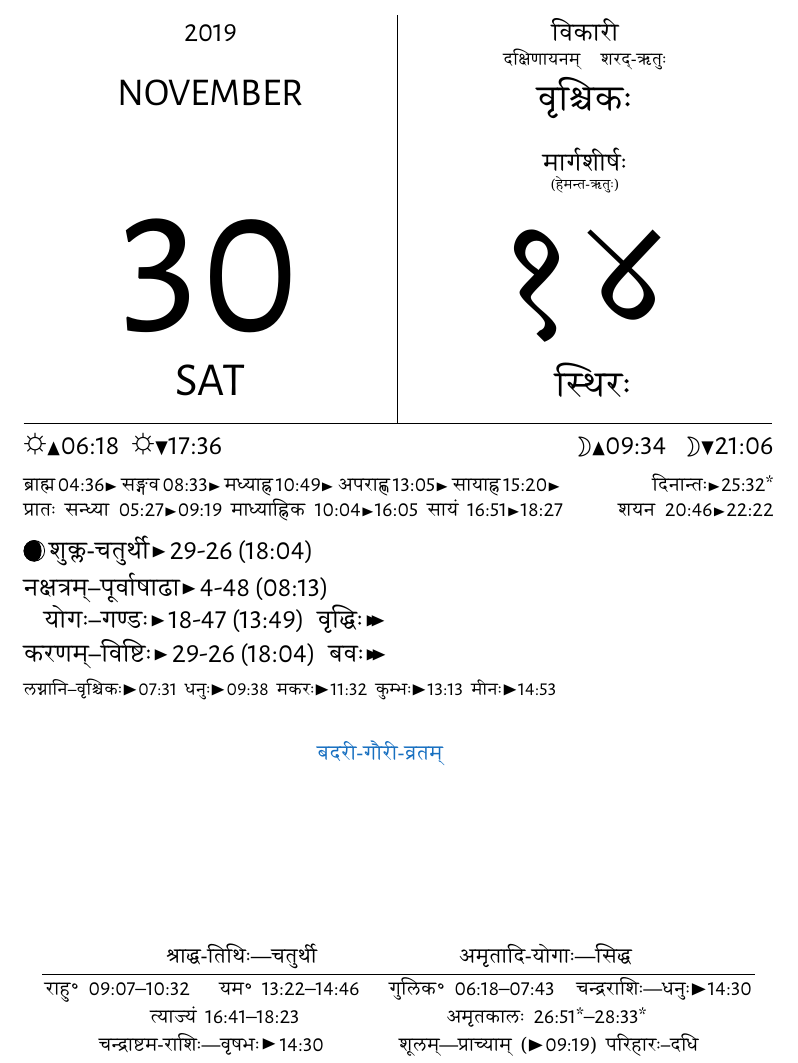 2019
NOVEMBER
30
SAT
विकारी
दक्षिणायनम् शरद्-ऋतुः
वृश्चिकः
मार्गशीर्षः
(हेमन्त-ऋतुः)
१४
स्थिरः
☼▲06:18 ☼▼17:36 ☽▲09:34 ☽▼21:06
ब्राह्म 04:36► सङ्गव 08:33► मध्याह्न 10:49► अपराह्ण 13:05► सायाह्न 15:20► दिनान्तः►25:32*
प्रातः सन्ध्या 05:27►09:19 माध्याह्निक 10:04►16:05 सायं 16:51►18:27 शयन 20:46►22:22
शुक्ल-चतुर्थी►29-26 (18:04)
नक्षत्रम्–पूर्वाषाढा►4-48 (08:13)
योगः–गण्डः►18-47 (13:49) वृद्धिः►►
करणम्–विष्टिः►29-26 (18:04) बवः►►
लग्नानि–वृश्चिकः►07:31 धनुः►09:38 मकरः►11:32 कुम्भः►13:13 मीनः►14:53
बदरी-गौरी-व्रतम्
श्राद्ध-तिथिः—चतुर्थी अमृतादि-योगाः—सिद्ध
राहु° 09:07–10:32 यम° 13:22–14:46 गुलिक° 06:18–07:43 चन्द्रराशिः—धनुः►14:30
त्याज्यं 16:41–18:23 अमृतकालः 26:51*–28:33*
चन्द्राष्टम-राशिः—वृषभः►14:30 शूलम्—प्राच्याम् (►09:19) परिहारः–दधि